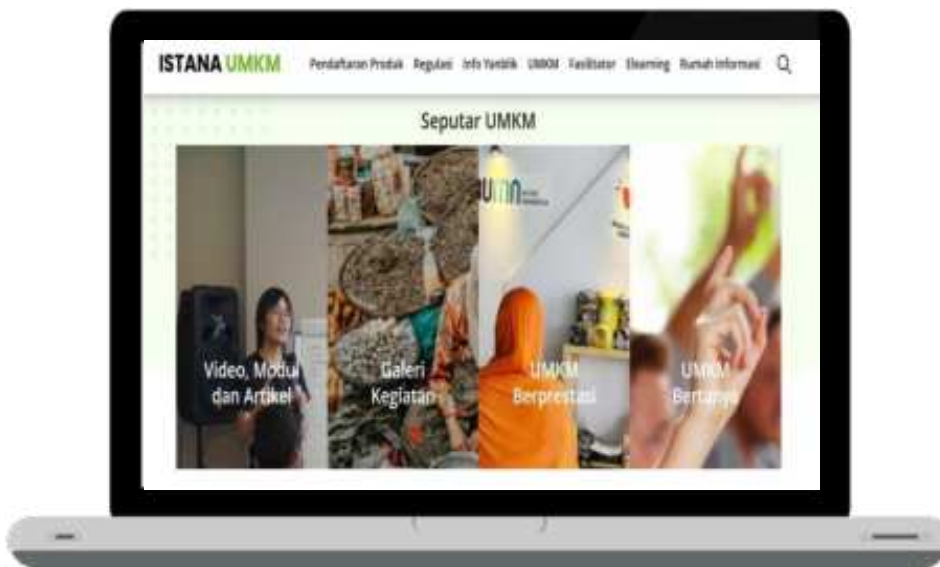 ISTANA UMKM
Pendaftaran Produk Regulasi Info Yanblik UMKM Fasilitator Elearning Rumah Informasi
Seputar UMKM
UMN
Video, Modul
dan Artikel
Galeri
Kegiatan
UMKM
Berprestasi
UMKM
Bertanya